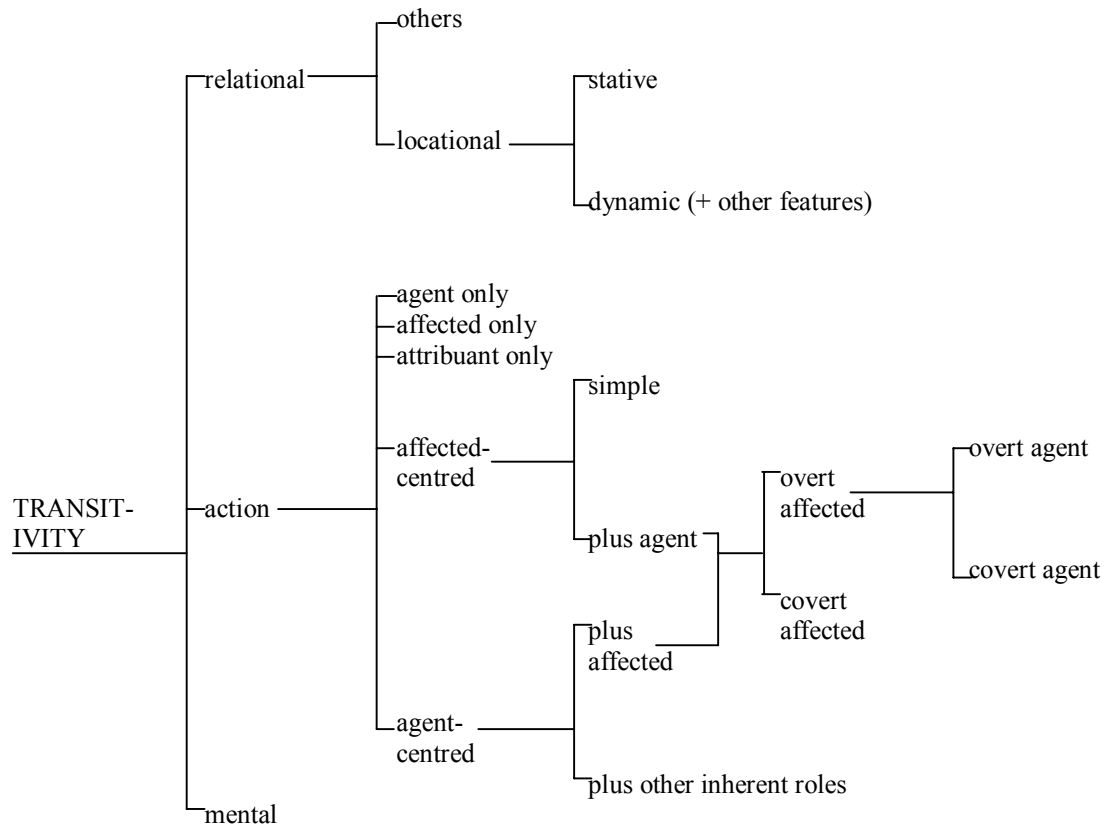 others
relational
stative
locational
dynamic (+ other features)
agent only
affected only
attribuant only
simple
affected-
centred
overt agent
overt
affected
TRANSIT-
IVITY
action
plus agent
covert agent
covert
affected
plus
affected
agent-
centred
plus other inherent roles
mental